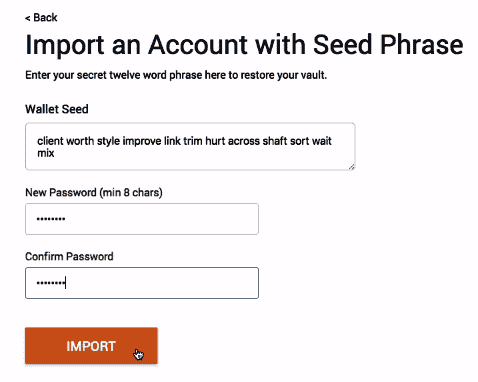 < Back
Import an Account with Seed Phrase
Enter your secret twelve word phrase here to restore your vault.
Wallet Seed
client worth style improve link trim hurt across shaft sort wait
mix
New Password (min 8 chars)
••••••••
Confirm Password
••••••••
IMPORT